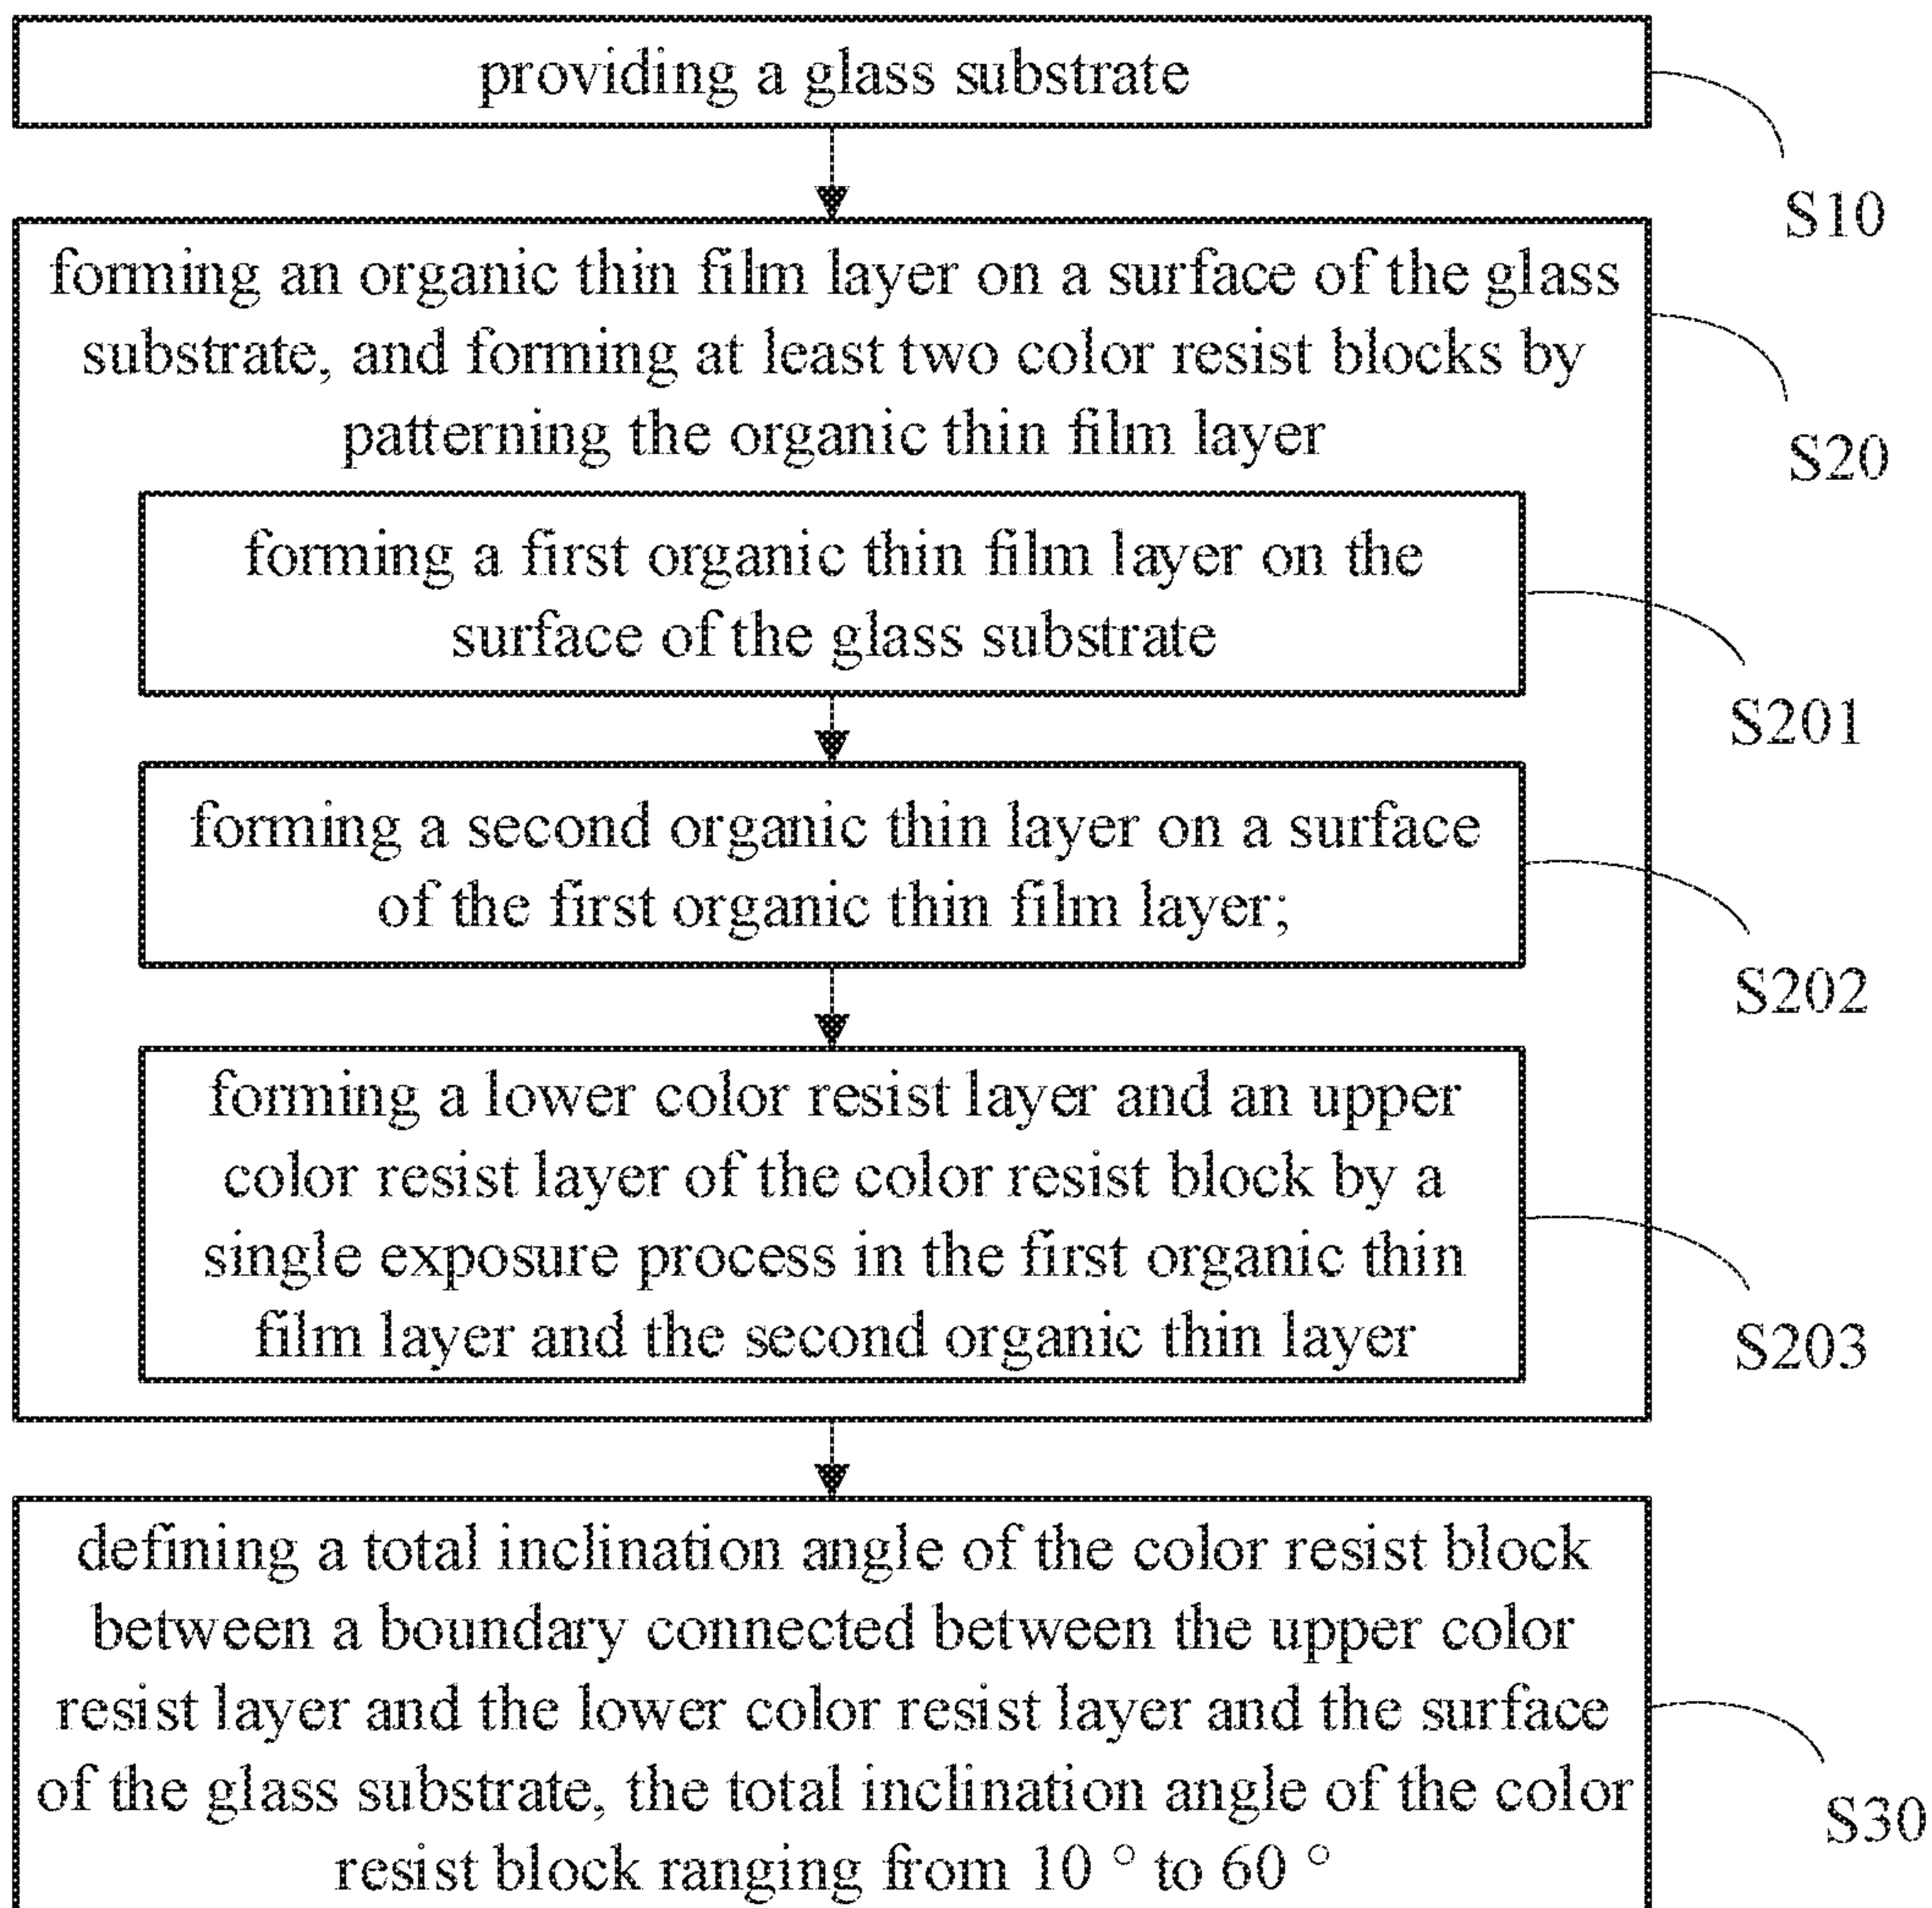 providing a glass substrate
S10
forming an organic thin film layer on a surface of the glass
substrate, and forming at least two color resist blocks by
patterning the organic thin film layer
S20
forming a first organic thin film layer on the
surface of the glass substrate
S201
forming a second organic thin layer on a surface
of the first organic thin film layer;
S202
forming a lower color resist layer and an upper
color resist layer of the color resist block by a
single exposure process in the first organic thin
film layer and the second organic thin layer
S203
defining a total inclination angle of the color resist block
between a boundary connected between the upper color
resist layer and the lower color resist layer and the surface
of the glass substrate, the total inclination angle of the color
resist block ranging from 10 ° to 60 °
S30